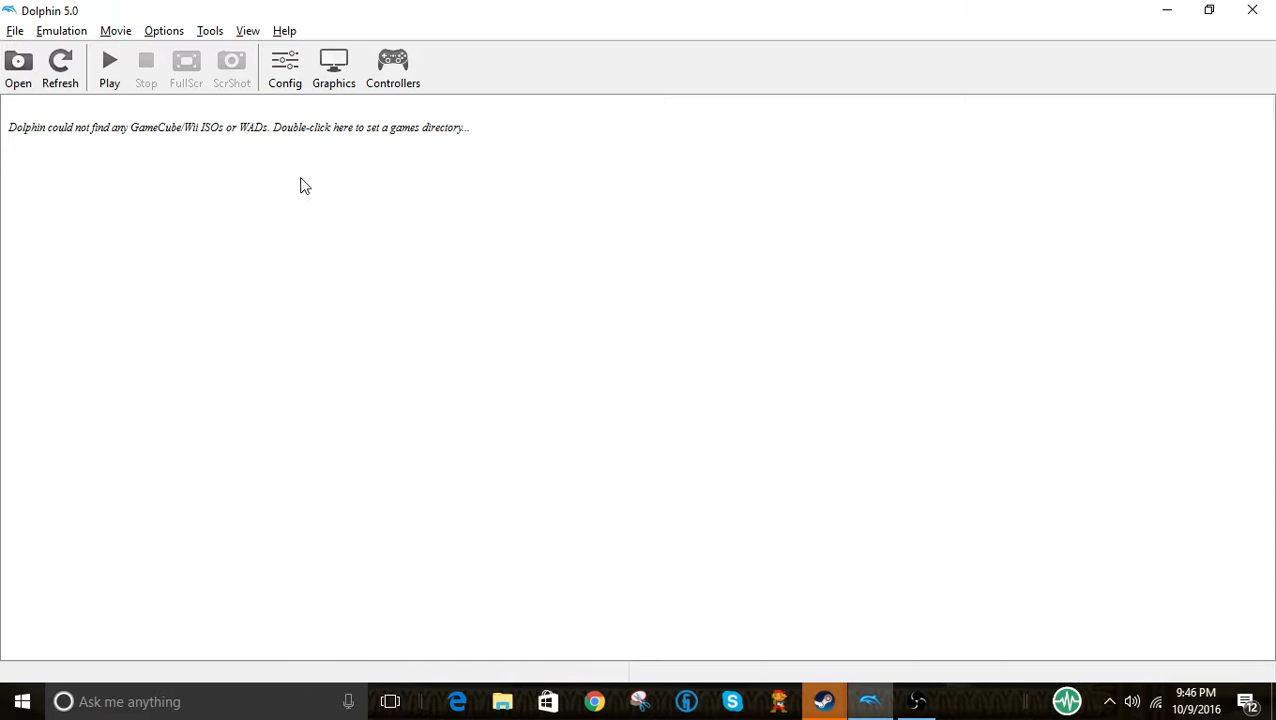 Dolphin 5.0
File Emulation Movie Options Tools View Help
Open Refresh Play Stop FullScr ScrShot Config Graphics Controllers
Dolphin could not find any GameCube/Wii ISOs or WADs. Double-click here to set a games directory...
Ask me anything
9:46 PM
10/9/2016
12